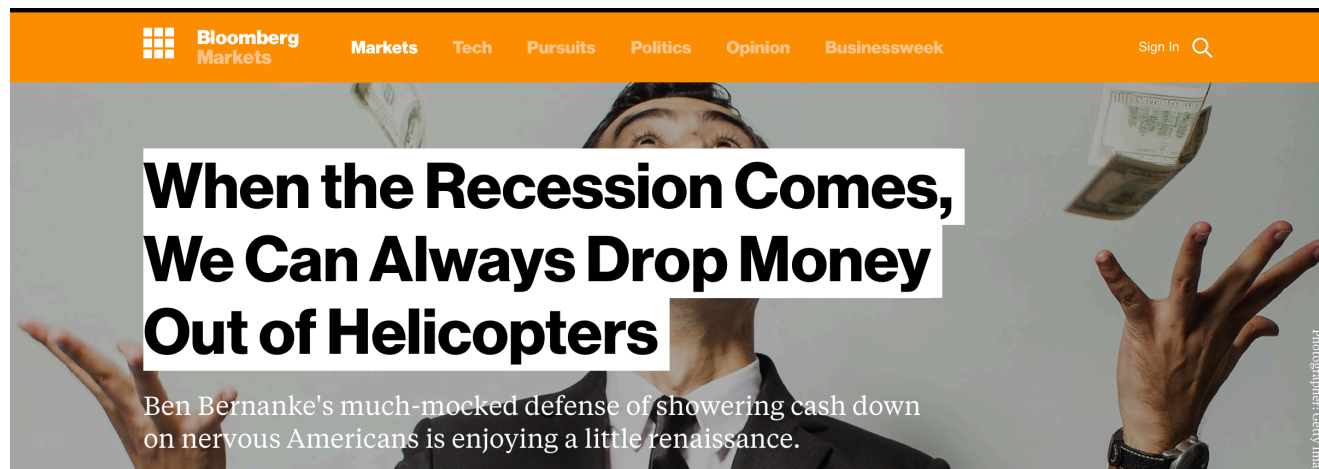 Bloomberg
Markets
Markets Tech Pursuits Politics Opinion Businessweek
Sign In
When the Recession Comes,
We Can Always Drop Money
Out of Helicopters
Ben Bernanke's much-mocked defense of showering cash down
on nervous Americans is enjoying a little renaissance.
Photographer: Getty